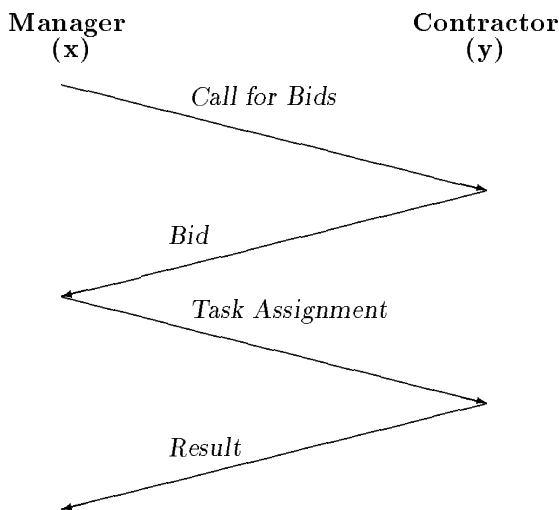 Manager
(x)
Contractor
(y)
Call for Bids
Bid
Task Assignment
Result